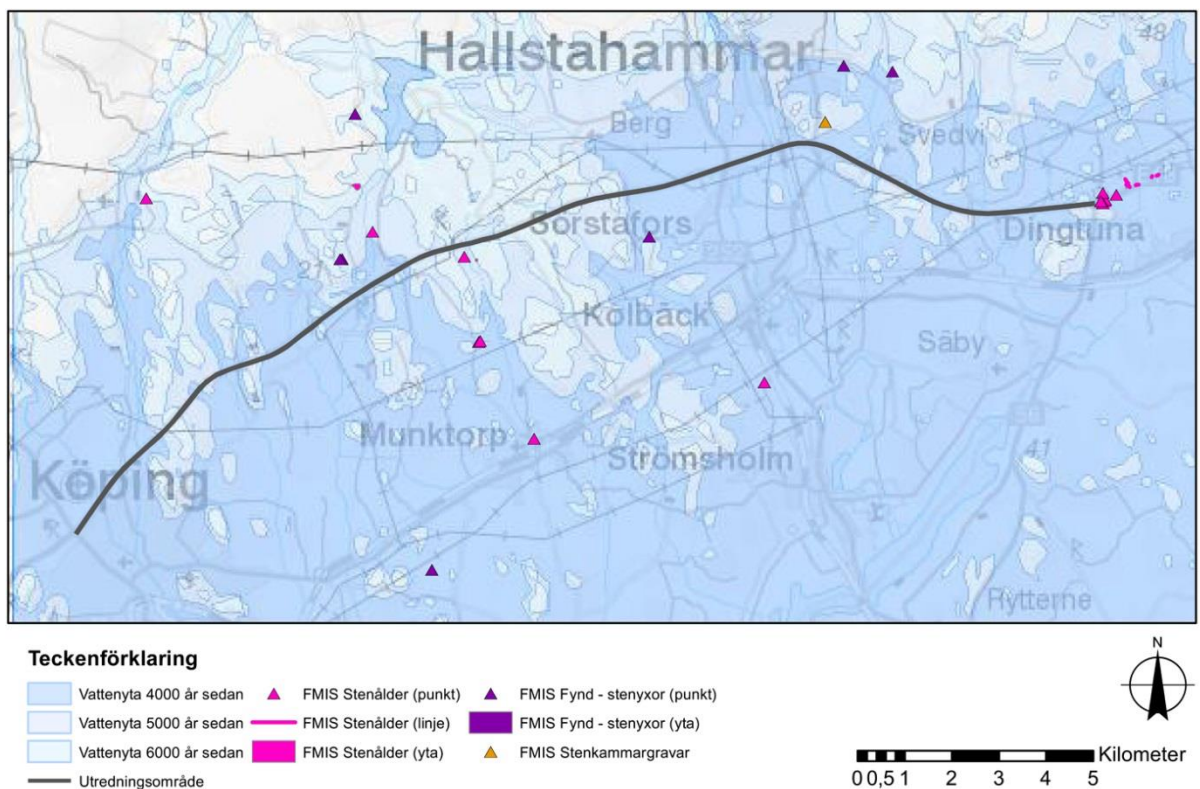 Hallstahammar
48
Berg
Svedvi
Sörstafors
Dingtuna
21
Kolbäck
Säby
Munktorp
Strömsholm
41
Köping
Rytterne
Teckenförklaring
Vattenyta 4000 år sedan
FMIS Stenålder (punkt)
FMIS Fynd - stenyxor (punkt)
Vattenyta 5000 år sedan
FMIS Stenålder (linje)
FMIS Fynd - stenyxor (yta)
Vattenyta 6000 år sedan
FMIS Stenålder (yta)
FMIS Stenkammargravar
Utredningsområde
N
Kilometer
0 0,5 1 2 3 4 5